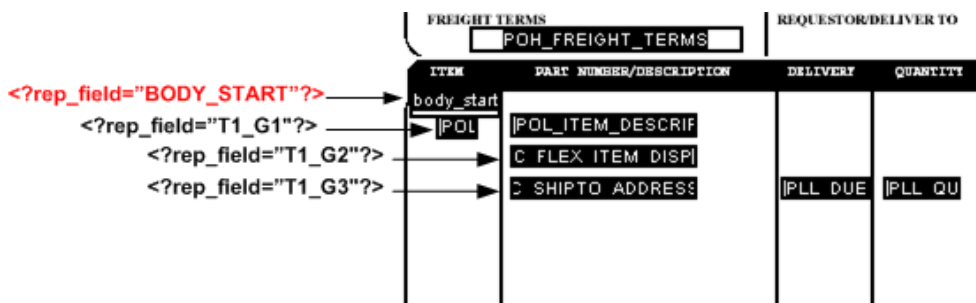 FREIGHT TERMS REQUESTOR/DELIVER TO
POH_FREIGHT_TERMS
ITEM PART NUMBER/DESCRIPTION DELIVERY QUANTITY
<?rep_field="BODY_START"?>
body_start
<?rep_field="T1_G1"?> POL POL_ITEM_DESCRIF
<?rep_field="T1_G2"?> C FLEX ITEM DISP
<?rep_field="T1_G3"?> C SHIPTO ADDRESS PLL DUE PLL QU